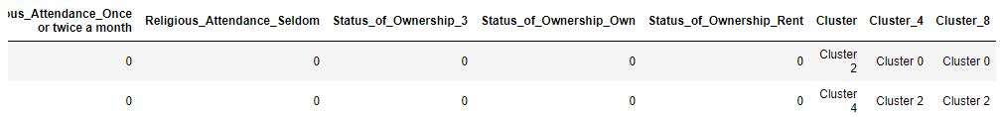 ous_Attendance_Once
or twice a month Religious_Attendance_Seldom Status_of_Ownership_3 Status_of_Ownership_Own Status_of_Ownership_Rent Cluster Cluster_4 Cluster_8
0 0 0 0 0 Cluster 2 Cluster 0 Cluster 0
0 0 0 0 0 Cluster 4 Cluster 2 Cluster 2